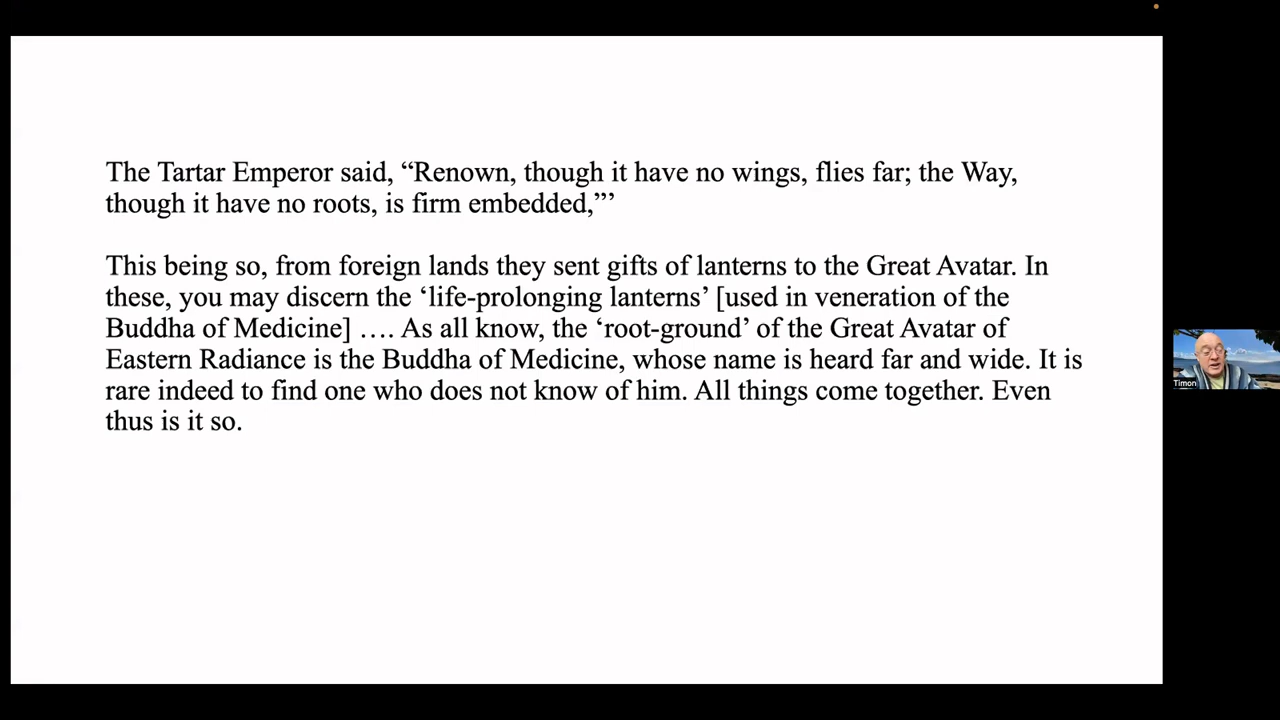 The Tartar Emperor said, “Renown, though it have no wings, flies far; the Way,
though it have no roots, is firm embedded,”’
This being so, from foreign lands they sent gifts of lanterns to the Great Avatar. In
these, you may discern the ‘life-prolonging lanterns’ [used in veneration of the
Buddha of Medicine] …. As all know, the ‘root-ground’ of the Great Avatar of
Eastern Radiance is the Buddha of Medicine, whose name is heard far and wide. It is
rare indeed to find one who does not know of him. All things come together. Even
thus is it so.
Timon